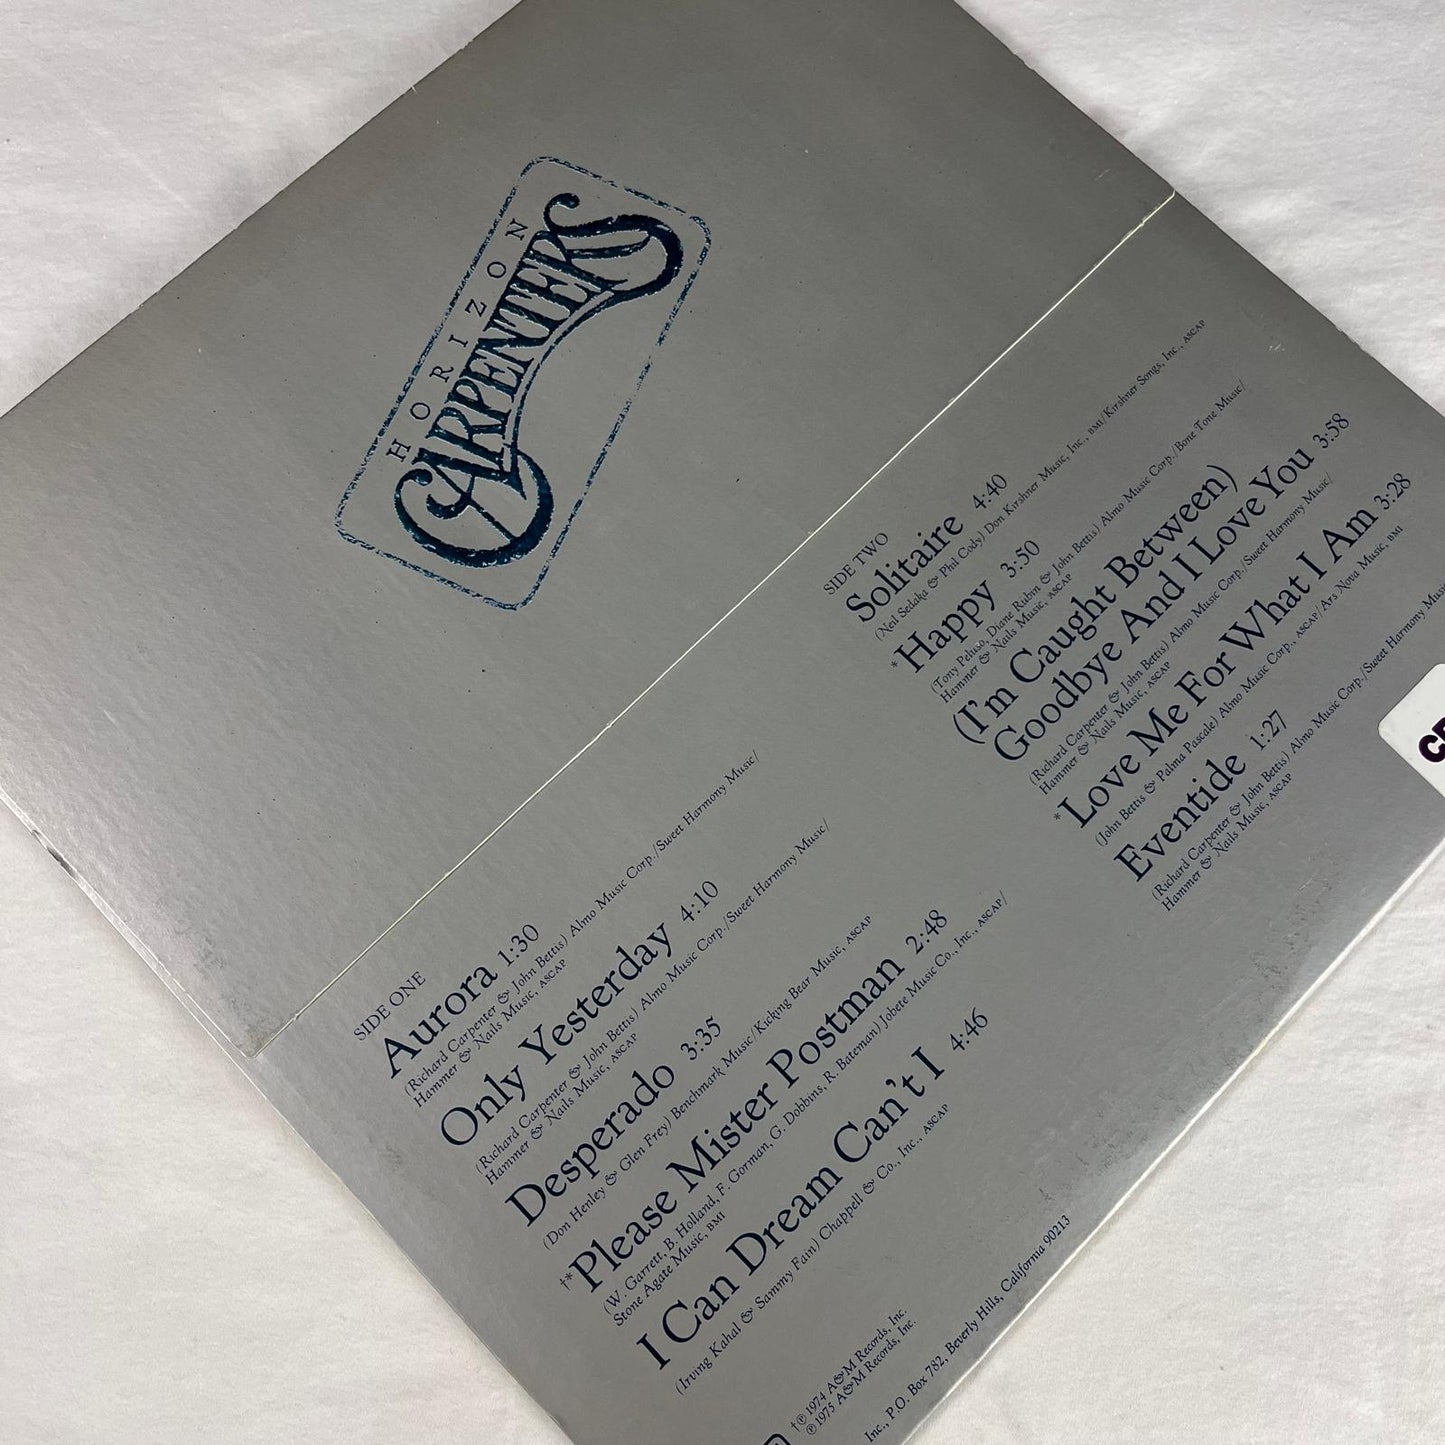 HORIZON
CARPENTERS
SIDE ONE
Aurora 1:30
(Richard Carpenter & John Bettis) Almo Music Corp./Sweet Harmony Music/
Hammer & Nails Music, ASCAP
Only Yesterday 4:10
(Richard Carpenter & John Bettis) Almo Music Corp./Sweet Harmony Music/
Hammer & Nails Music, ASCAP
Desperado 3:35
(Don Henley & Glen Frey) Benchmark Music/Kicking Bear Music, ASCAP
†*Please Mister Postman 2:48
(W. Garrett, B. Holland, F. Gorman, G. Dobbins, R. Bateman) Jobete Music Co., Inc., ASCAP/
Stone Agate Music, BMI
I Can Dream Can't I 4:46
(Irving Kahal & Sammy Fain) Chappell & Co., Inc., ASCAP
SIDE TWO
Solitaire 4:40
(Neil Sedaka & Phil Cody) Don Kirshner Music, Inc., BMI/Kirshner Songs, Inc., ASCAP
*Happy 3:50
(Tony Peluso, Diane Rubin & John Bettis) Almo Music Corp./Bone Tone Music/
Hammer & Nails Music, ASCAP
(I'm Caught Between)
Goodbye And I Love You 3:58
(Richard Carpenter & John Bettis) Almo Music Corp./Sweet Harmony Music/
Hammer & Nails Music, ASCAP
*Love Me For What I Am 3:28
(John Bettis & Palma Pascale) Almo Music Corp., ASCAP/Ars Nova Music, BMI
Eventide 1:27
(Richard Carpenter & John Bettis) Almo Music Corp./Sweet Harmony Music/
Hammer & Nails Music, ASCAP
†℗1974 A&M Records, Inc.
℗1975 A&M Records, Inc.
Inc., P.O. Box 782, Beverly Hills, California 90213